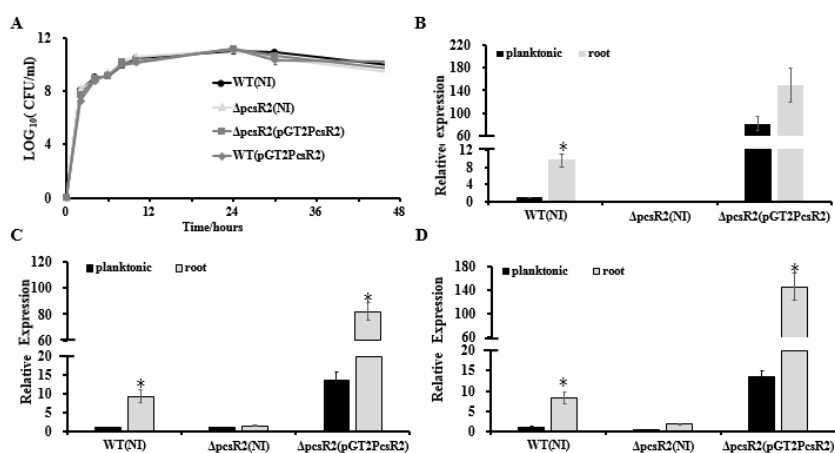 A
LOG10( CFU/ml)
15
11
8
4
0
0
12
24
36
48
Time/hours
WT(NI)
ΔpcsR2(NI)
ΔpcsR2(pGT2PcsR2)
WT(pGT2PcsR2)
B
Relative expression
220
180
140
100
60
12
8
4
0
planktonic
root
*
WT(NI)
ΔpcsR2(NI)
ΔpcsR2(pGT2PcsR2)
C
Relative Expression
120
100
80
60
20
15
10
5
0
planktonic
root
*
*
WT(NI)
ΔpcsR2(NI)
ΔpcsR2(pGT2PcsR2)
D
Relative Expression
180
140
100
60
20
15
10
5
0
planktonic
root
*
*
WT(NI)
ΔpcsR2(NI)
ΔpcsR2(pGT2PcsR2)